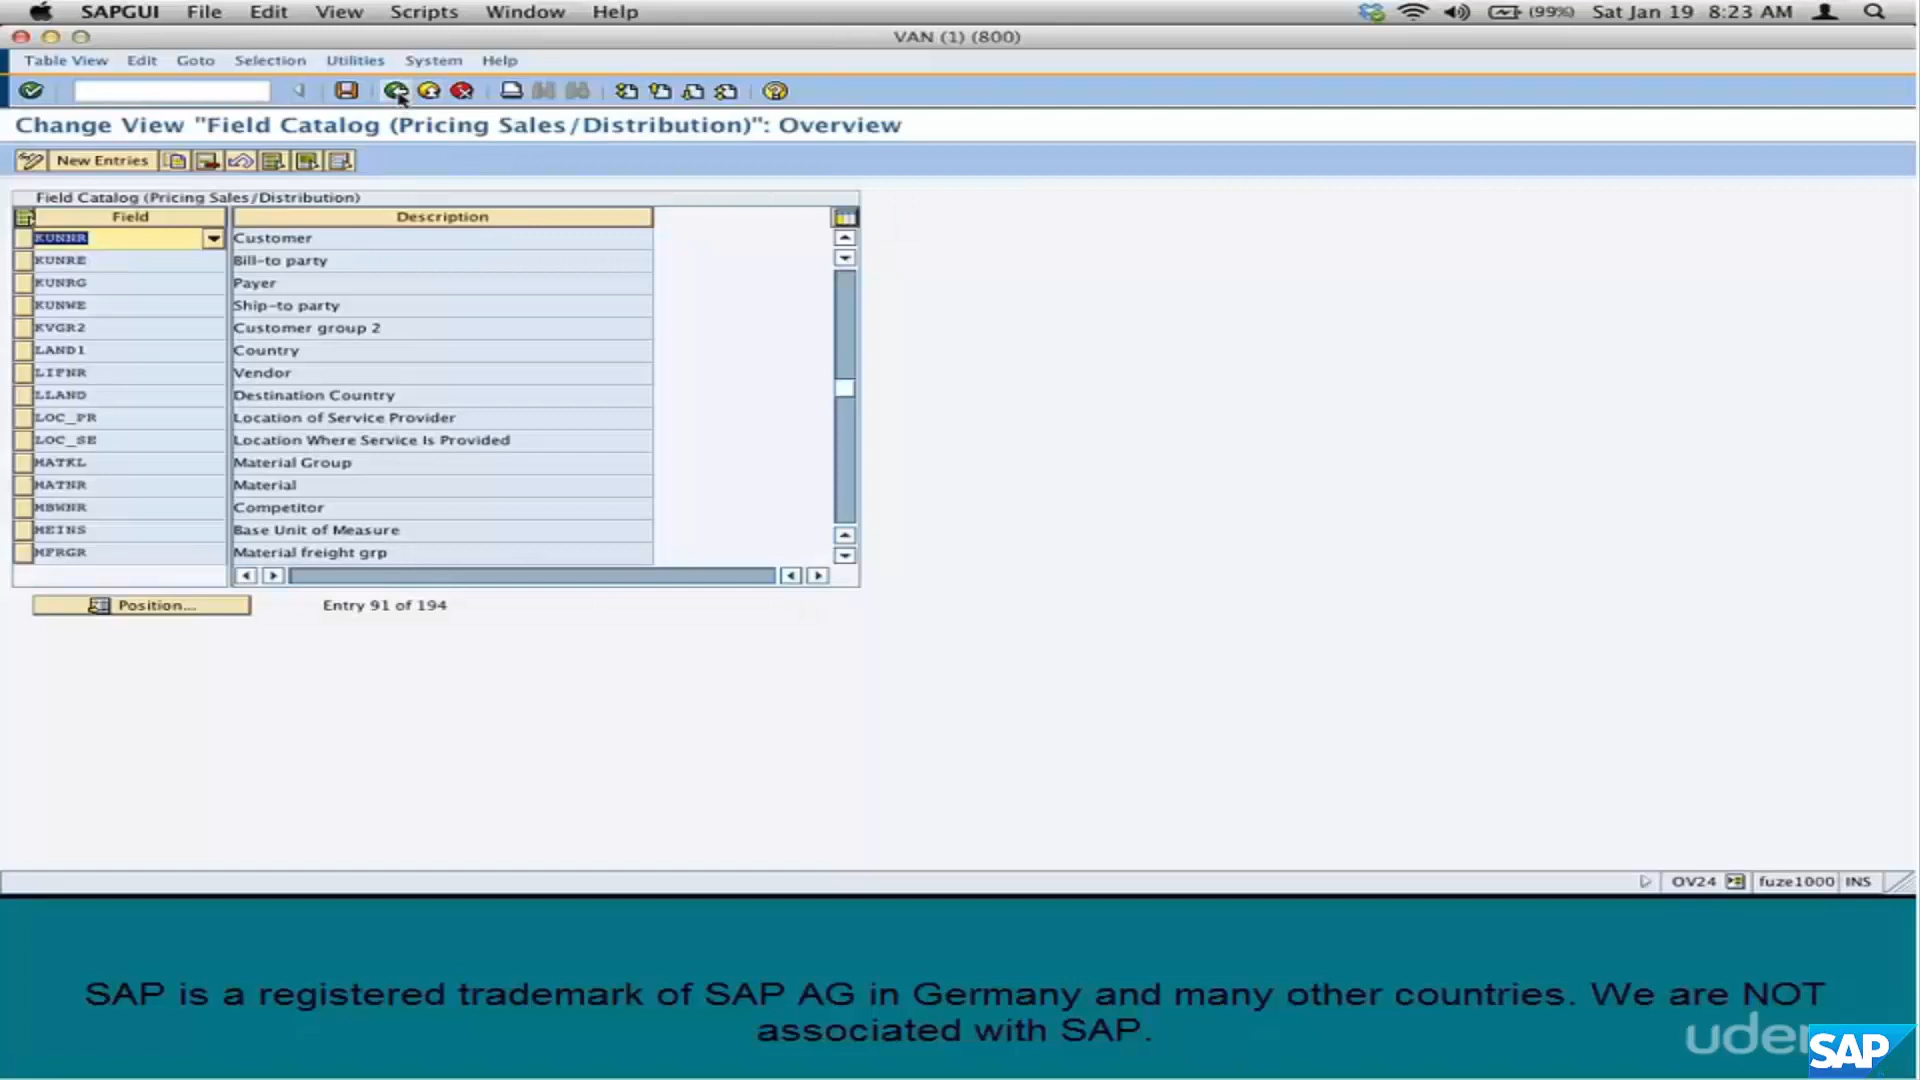 SAPGUI File Edit View Scripts Window Help (99%) Sat Jan 19 8:23 AM
VAN (1) (800)
Table View Edit Goto Selection Utilities System Help
Change View "Field Catalog (Pricing Sales/Distribution)": Overview
New Entries
Field Catalog (Pricing Sales/Distribution)
Field Description
KUNNR Customer
KUNRE Bill-to party
KUNRG Payer
KUNWE Ship-to party
KVGR2 Customer group 2
LAND1 Country
LIFNR Vendor
LLAND Destination Country
LOC_PR Location of Service Provider
LOC_SE Location Where Service Is Provided
MATKL Material Group
MATNR Material
MBWNR Competitor
MEINS Base Unit of Measure
MFRGR Material freight grp
Position... Entry 91 of 194
OV24 fuze1000 INS
SAP is a registered trademark of SAP AG in Germany and many other countries. We are NOT
associated with SAP.
SAP